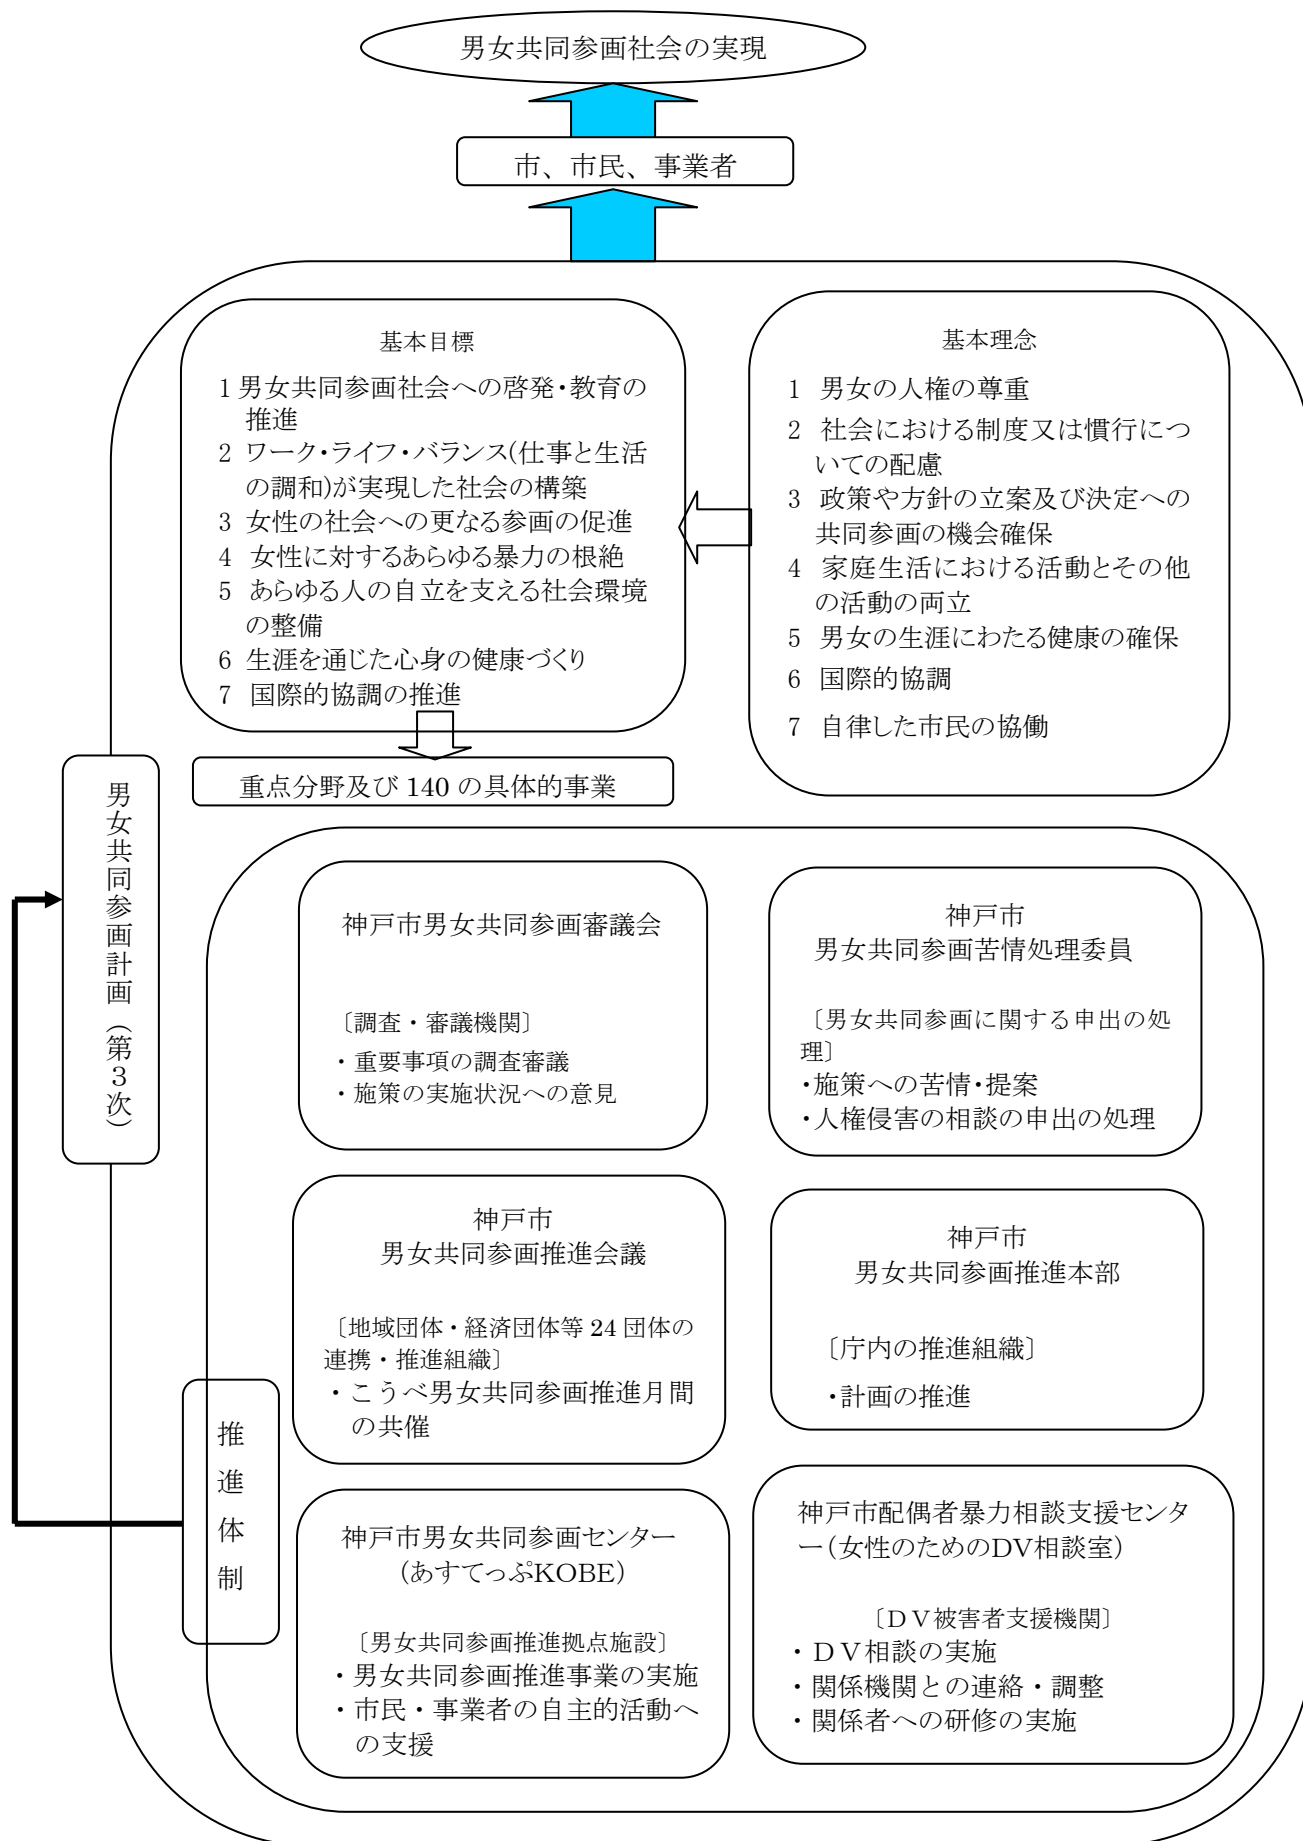 男女共同参画社会の実現
市、市民、事業者
基本目標
1 男女共同参画社会への啓発・教育の
推進
2 ワーク・ライフ・バランス(仕事と生活
の調和)が実現した社会の構築
3 女性の社会への更なる参画の促進
4 女性に対するあらゆる暴力の根絶
5 あらゆる人の自立を支える社会環境
の整備
6 生涯を通じた心身の健康づくり
7 国際的協調の推進
基本理念
1 男女の人権の尊重
2 社会における制度又は慣行につ
いての配慮
3 政策や方針の立案及び決定への
共同参画の機会確保
4 家庭生活における活動とその他
の活動の両立
5 男女の生涯にわたる健康の確保
6 国際的協調
7 自律した市民の協働
重点分野及び 140 の具体的事業
男女共同参画計画（第３次）
神戸市男女共同参画審議会
〔調査・審議機関〕
・重要事項の調査審議
・施策の実施状況への意見
神戸市
男女共同参画苦情処理委員
〔男女共同参画に関する申出の処
理〕
・施策への苦情・提案
・人権侵害の相談の申出の処理
神戸市
男女共同参画推進会議
〔地域団体・経済団体等 24 団体の
連携・推進組織〕
・こうべ男女共同参画推進月間
の共催
神戸市
男女共同参画推進本部
〔庁内の推進組織〕
・計画の推進
推進体制
神戸市男女共同参画センター
（あすてっぷKOBE）
〔男女共同参画推進拠点施設〕
・男女共同参画推進事業の実施
・市民・事業者の自主的活動へ
の支援
神戸市配偶者暴力相談支援センタ
ー（女性のためのDV相談室）
〔ＤＶ被害者支援機関〕
・ＤＶ相談の実施
・関係機関との連絡・調整
・関係者への研修の実施